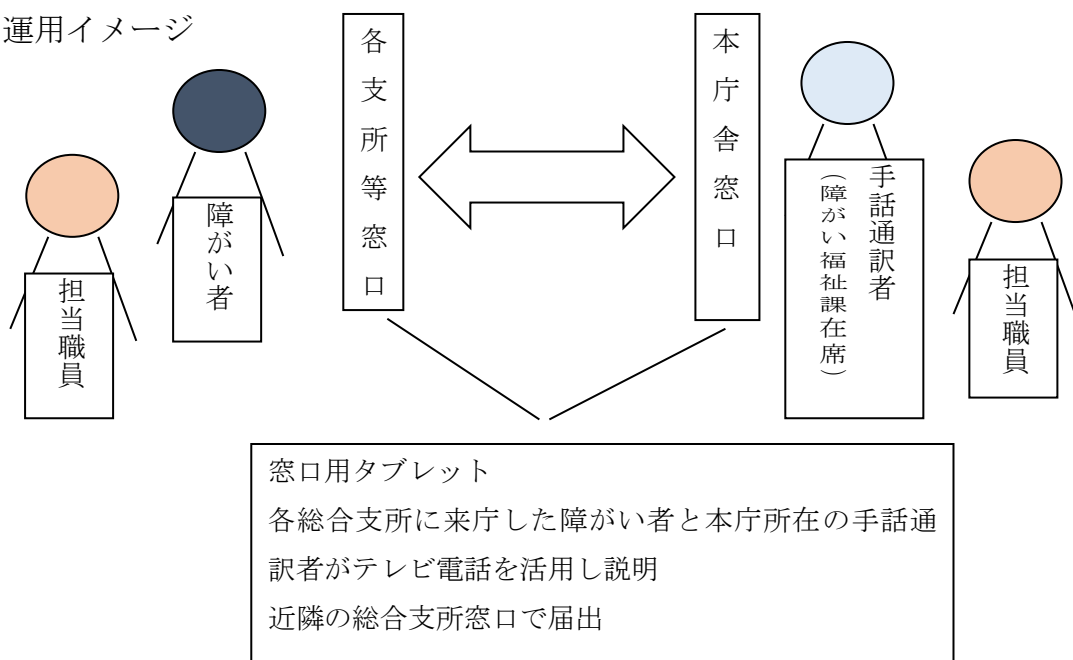 運用イメージ
担当職員
障がい者
各支所等窓口
本庁舎窓口
手話通訳者
（障がい福祉課在席）
担当職員
窓口用タブレット
各総合支所に来庁した障がい者と本庁所在の手話通
訳者がテレビ電話を活用し説明
近隣の総合支所窓口で届出